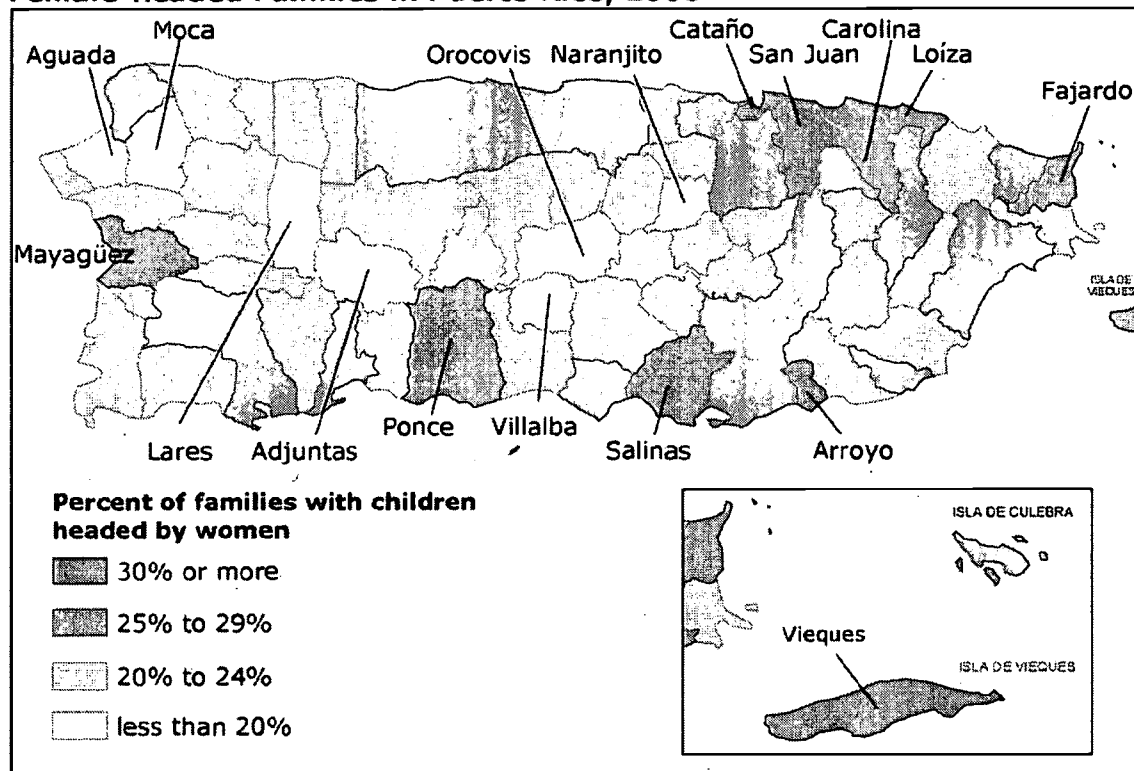 Moca
Cataño
Carolina
Aguada
Orocovis
Naranjito
San Juan
Loíza
Fajardo
Mayagüez
ISLA DE
VIEQUES
Lares
Adjuntas
Ponce
Villalba
Salinas
Arroyo
Percent of families with children
headed by women
30% or more
25% to 29%
20% to 24%
less than 20%
ISLA DE CULEBRA
Vieques
ISLA DE VIEQUES